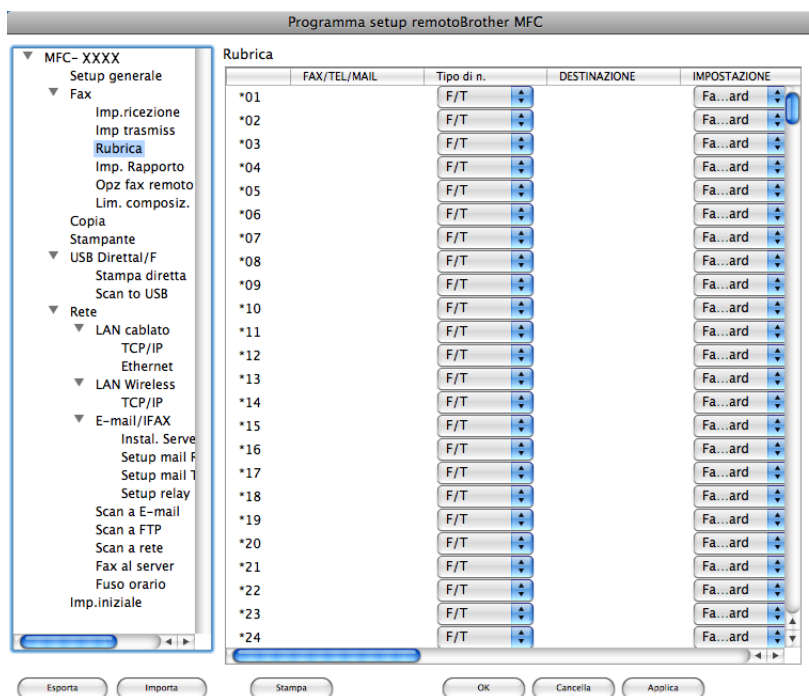 Programma setup remotoBrother MFC
MFC- XXXX
Setup generale
Fax
Imp.ricezione
Imp trasmiss
Rubrica
Imp. Rapporto
Opz fax remoto
Lim. composiz.
Copia
Stampante
USB DirettaI/F
Stampa diretta
Scan to USB
Rete
LAN cablato
TCP/IP
Ethernet
LAN Wireless
TCP/IP
E-mail/IFAX
Instal. Serve
Setup mail
Setup mail
Setup relay
Scan a E-mail
Scan a FTP
Scan a rete
Fax al server
Fuso orario
Imp.iniziale
Rubrica
FAX/TEL/MAIL Tipo di n. DESTINAZIONE IMPOSTAZIONE
*01 F/T Fa...ard
*02 F/T Fa...ard
*03 F/T Fa...ard
*04 F/T Fa...ard
*05 F/T Fa...ard
*06 F/T Fa...ard
*07 F/T Fa...ard
*08 F/T Fa...ard
*09 F/T Fa...ard
*10 F/T Fa...ard
*11 F/T Fa...ard
*12 F/T Fa...ard
*13 F/T Fa...ard
*14 F/T Fa...ard
*15 F/T Fa...ard
*16 F/T Fa...ard
*17 F/T Fa...ard
*18 F/T Fa...ard
*19 F/T Fa...ard
*20 F/T Fa...ard
*21 F/T Fa...ard
*22 F/T Fa...ard
*23 F/T Fa...ard
*24 F/T Fa...ard
Esporta Importa Stampa OK Cancella Applica